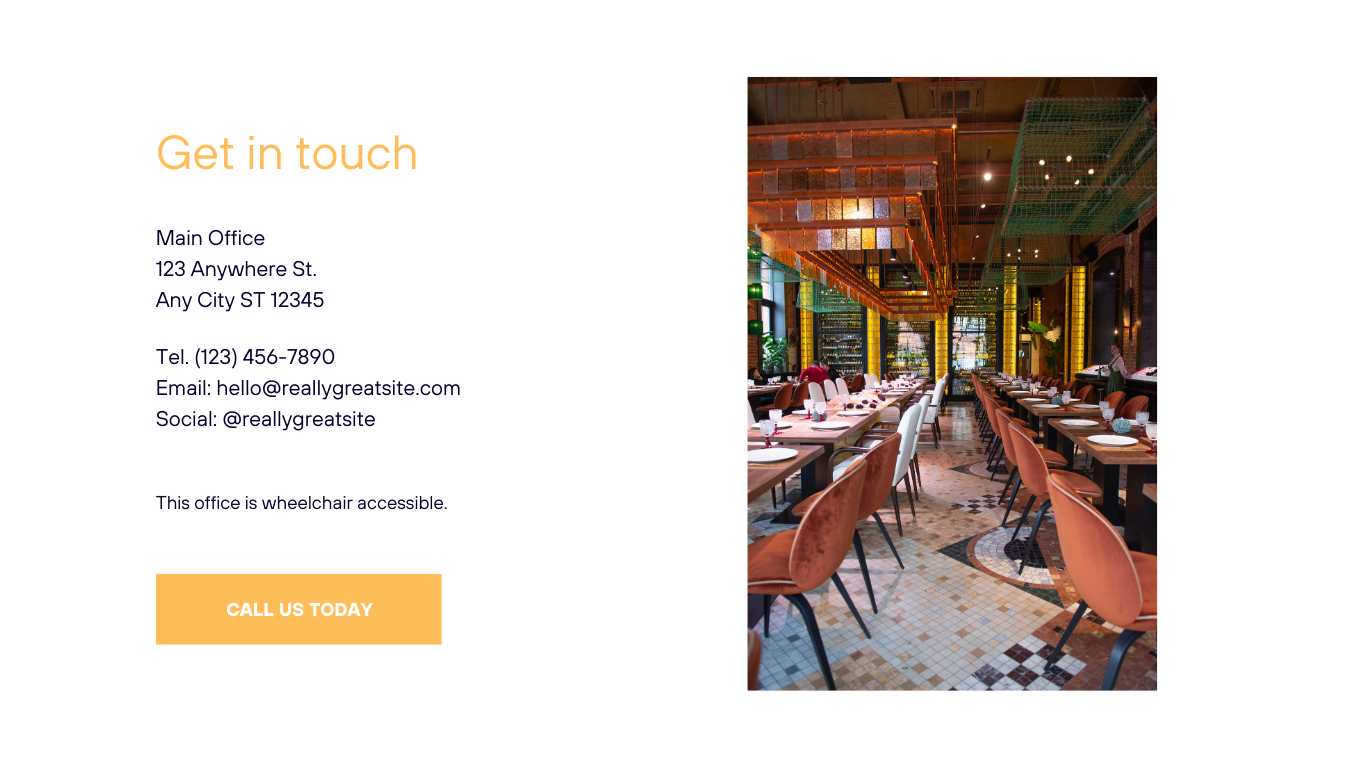 Get in touch
Main Office
123 Anywhere St.
Any City ST 12345
Tel. (123) 456-7890
Email: hello@reallygreatsite.com
Social: @reallygreatsite
This office is wheelchair accessible.
CALL US TODAY